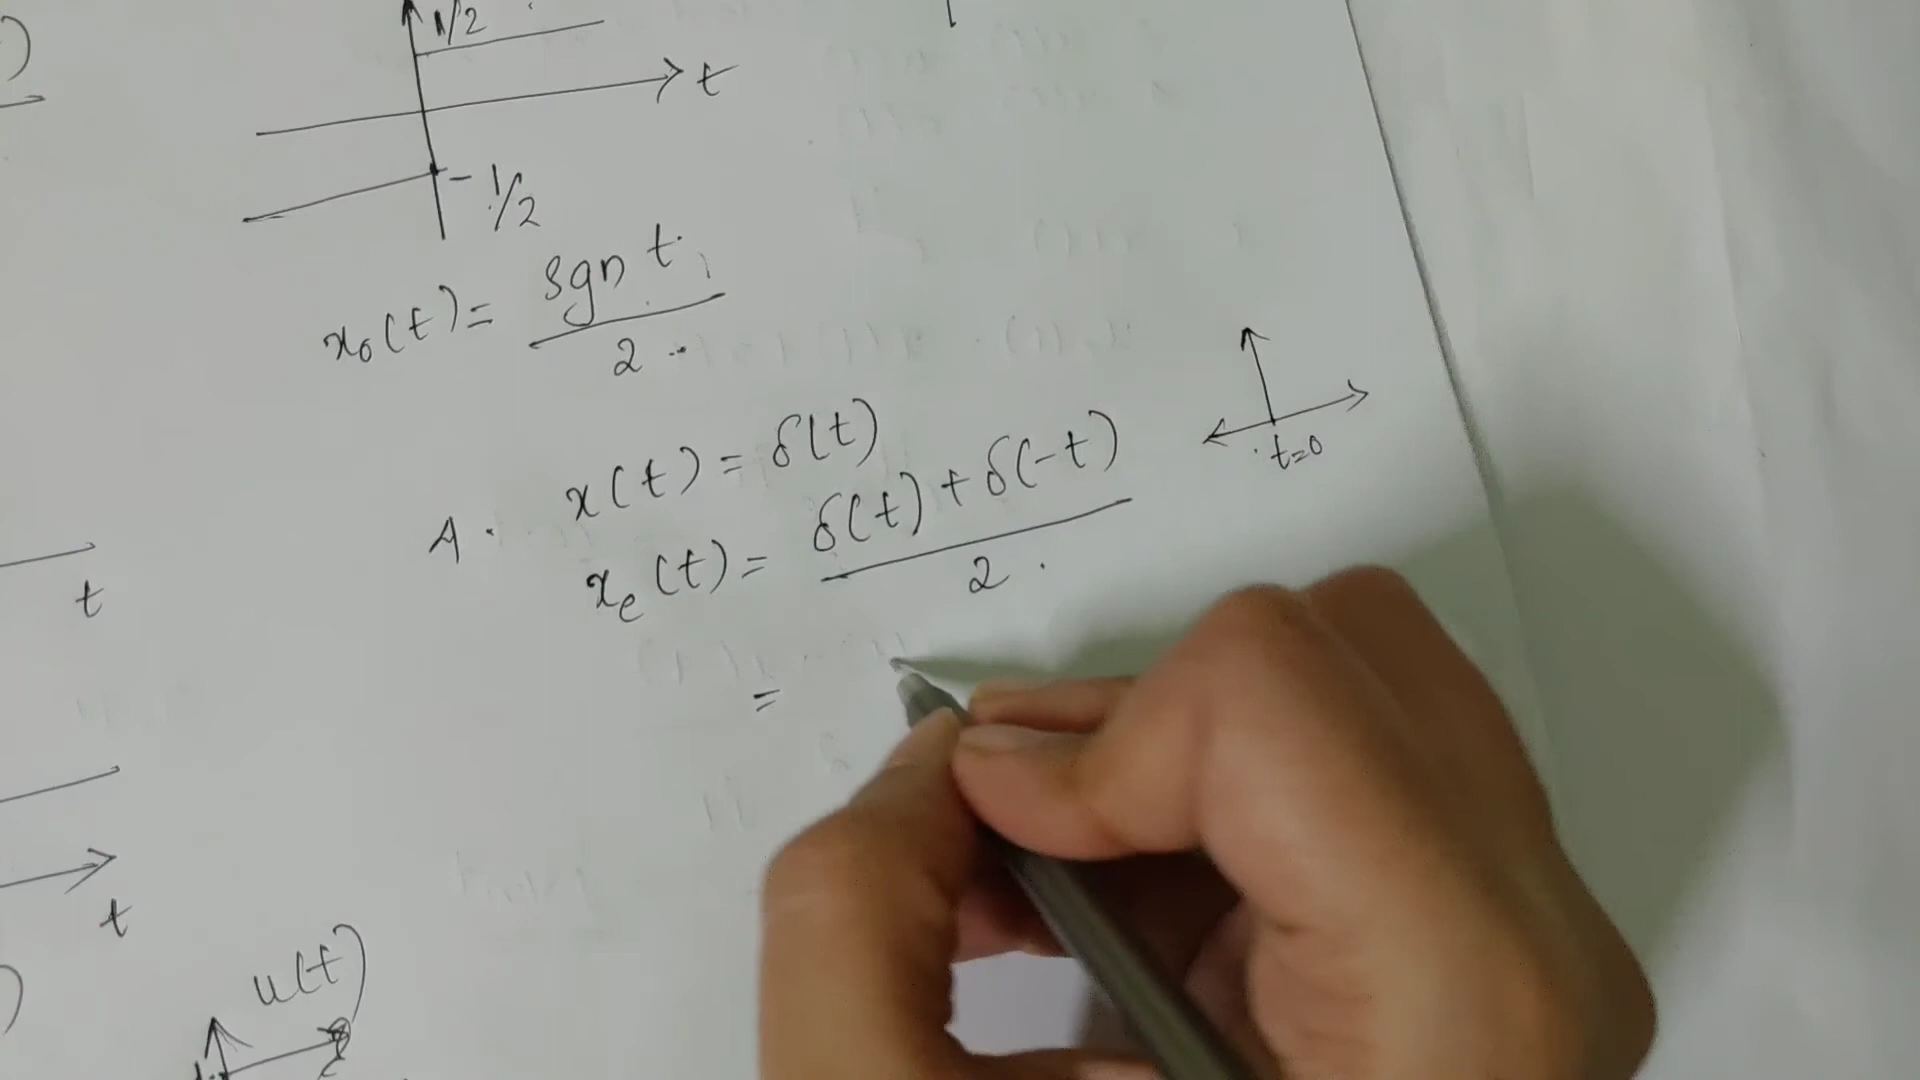 1/2
t
- 1/2
x₀(t) = sgn t / 2
x(t) = δ(t)
t=0
A. xₑ(t) = δ(t) + δ(-t) / 2
t
=
t
u(t)